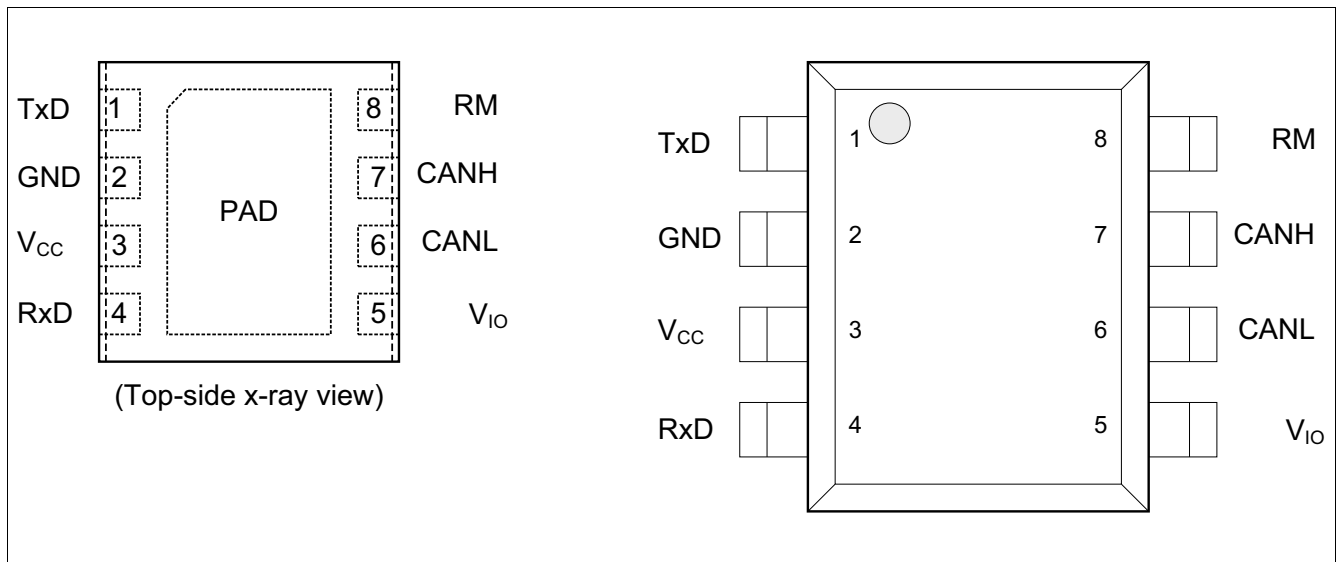 TxD 1 8 RM
GND 2 7 CANH
PAD
VCC 3 6 CANL
RxD 4 5 VIO
(Top-side x-ray view)
TxD 1 8 RM
GND 2 7 CANH
VCC 3 6 CANL
RxD 4 5 VIO